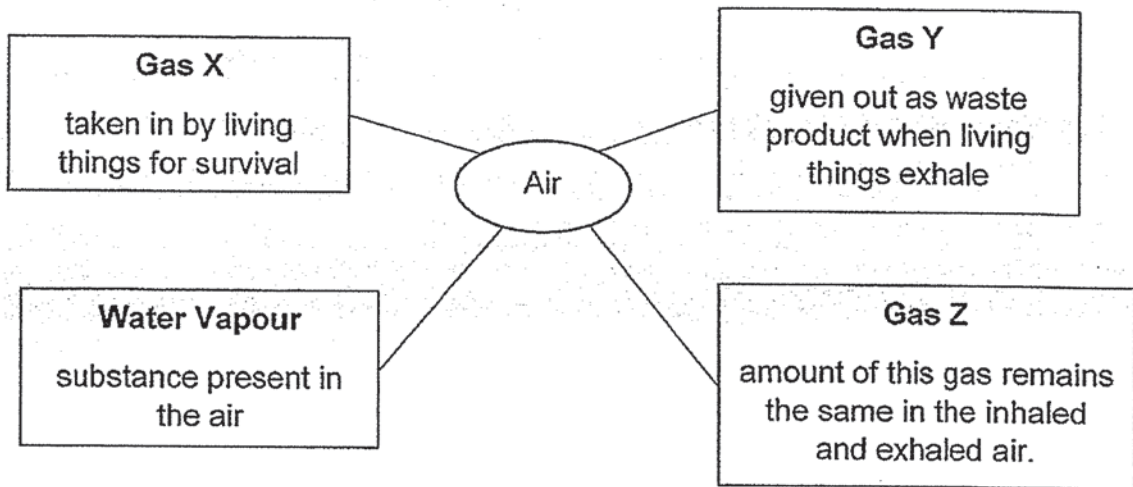 Gas X
taken in by living
things for survival
Gas Y
given out as waste
product when living
things exhale
Air
Water Vapour
substance present in
the air
Gas Z
amount of this gas remains
the same in the inhaled
and exhaled air.